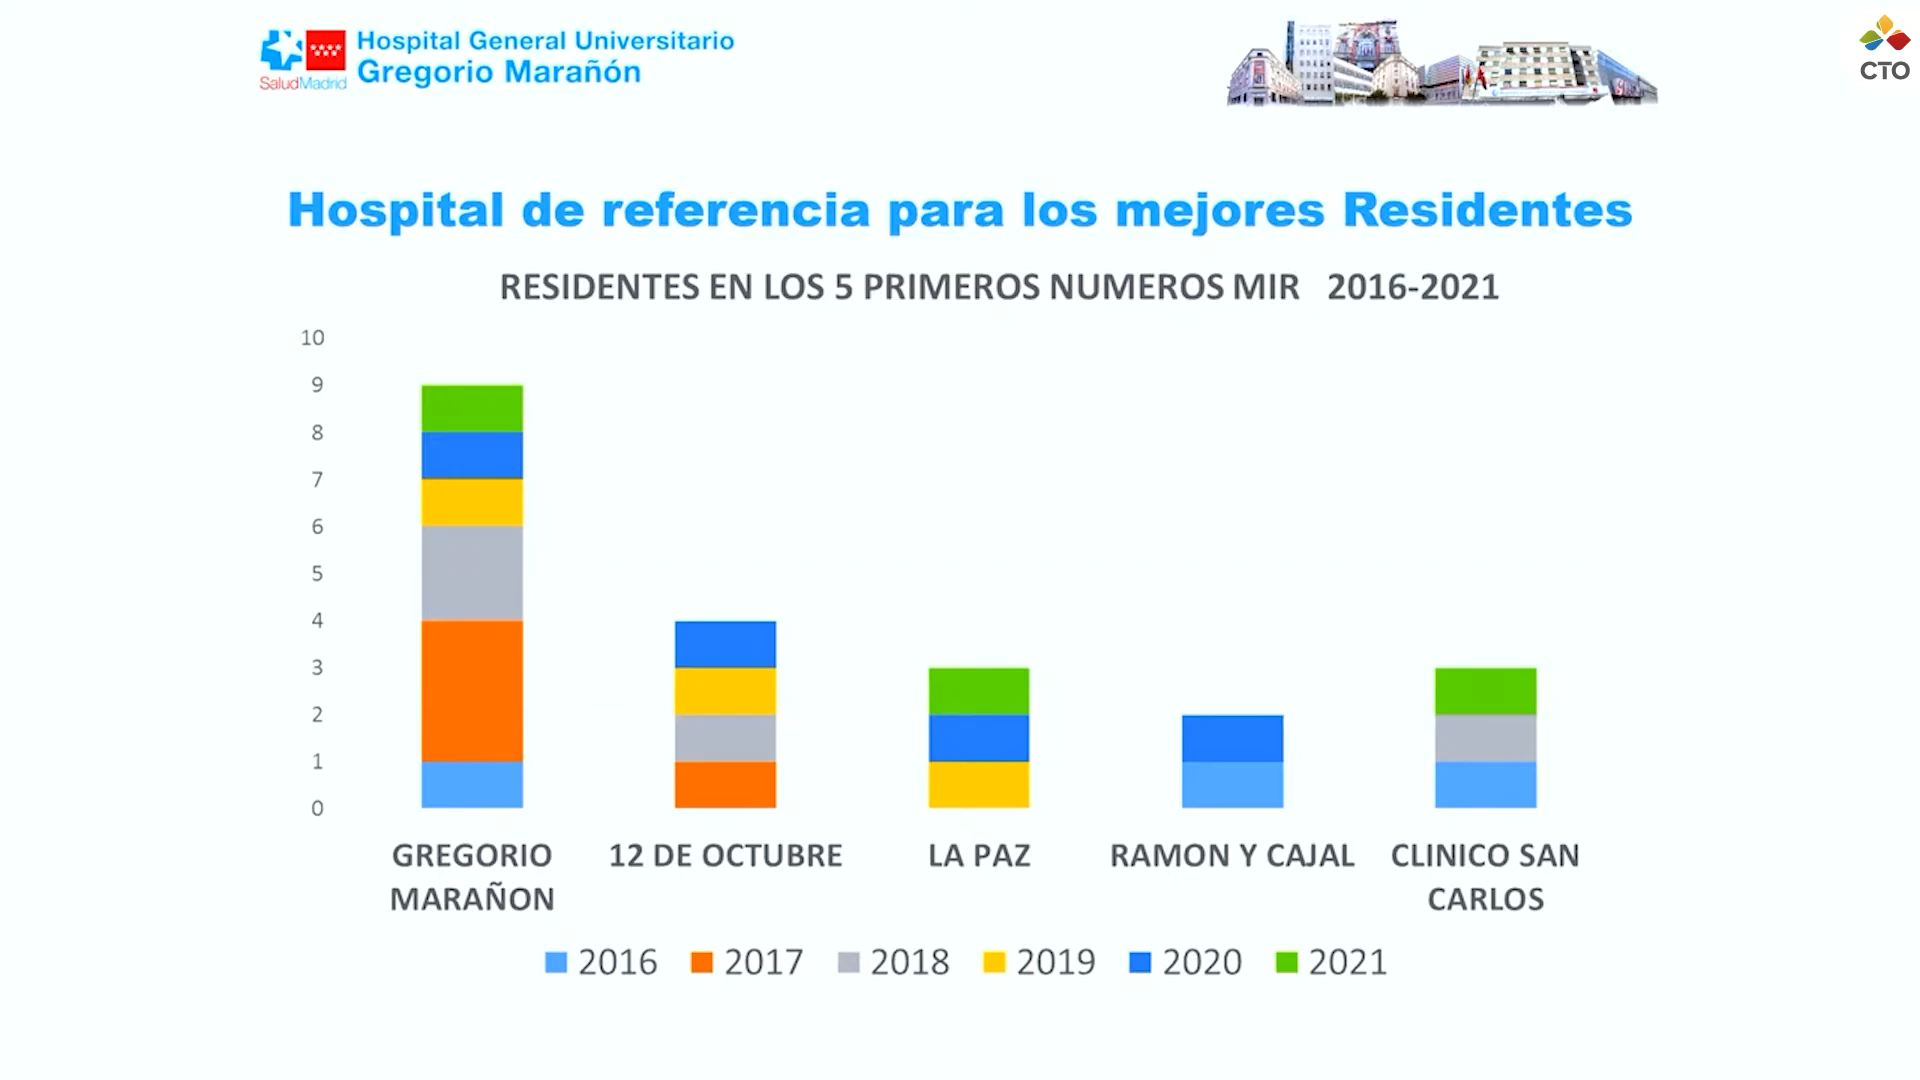 Hospital General Universitario
Gregorio Marañón
SaludMadrid
CTO
Hospital de referencia para los mejores Residentes
RESIDENTES EN LOS 5 PRIMEROS NUMEROS MIR 2016-2021
10
9
8
7
6
5
4
3
2
1
0
GREGORIO MARAÑON
12 DE OCTUBRE
LA PAZ
RAMON Y CAJAL
CLINICO SAN CARLOS
2016 2017 2018 2019 2020 2021